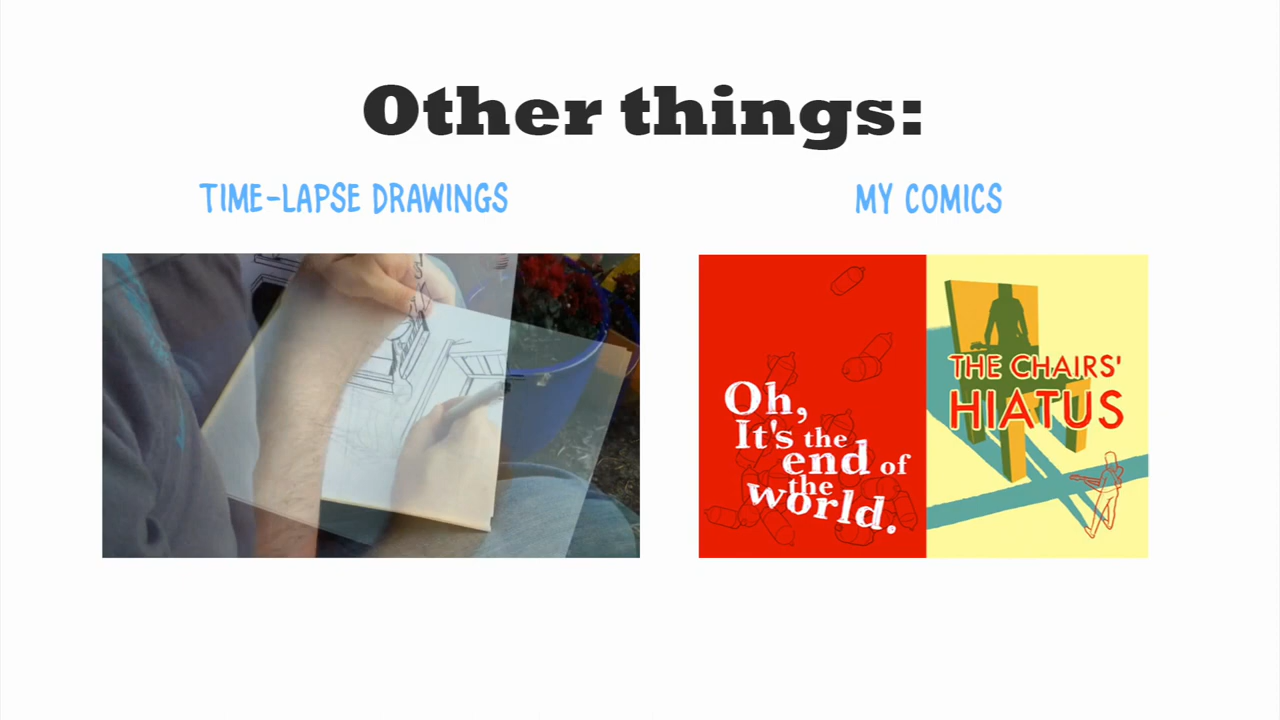 Other things:
TIME-LAPSE DRAWINGS
MY COMICS
Oh,
It's the
end of
the
world.
THE CHAIRS'
HIATUS